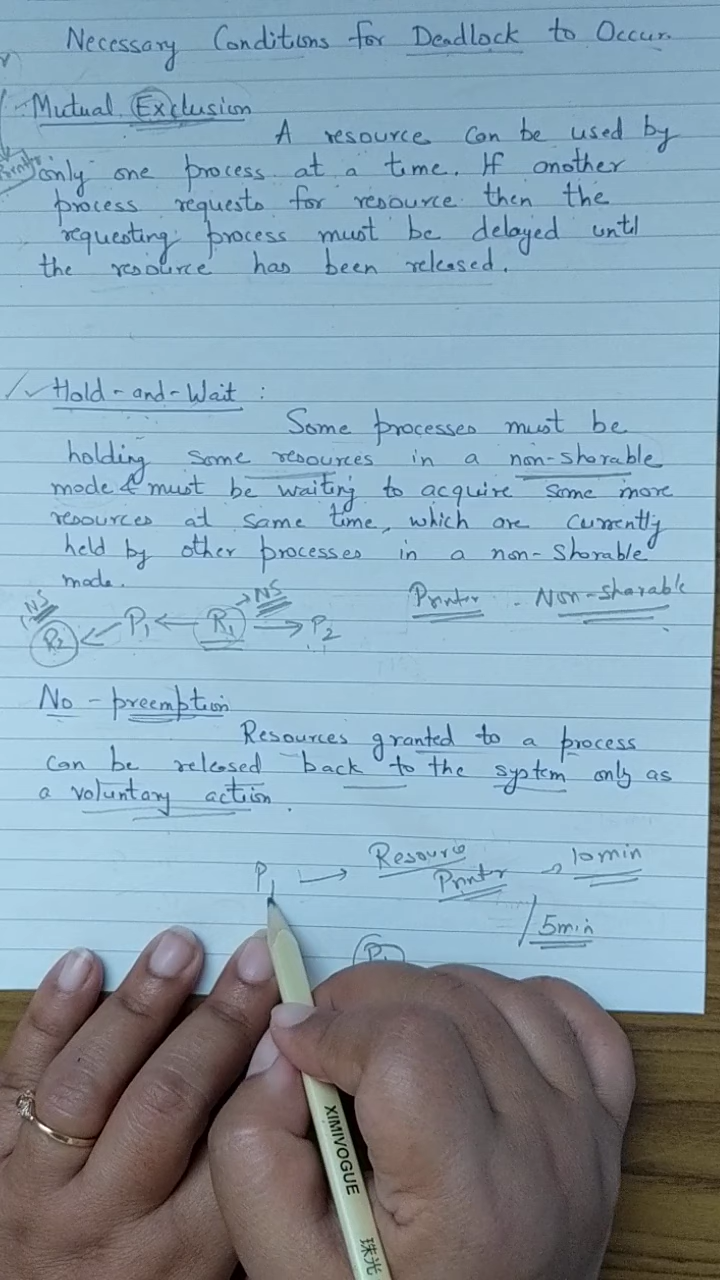 Necessary Conditions for Deadlock to Occur.
Mutual Exclusion
A resource can be used by
only one process at a time. If another
process requests for resource then the
requesting process must be delayed until
the resource has been released.
Hold-and-Wait :
Some processes must be
holding some resources in a non-sharable
mode & must be waiting to acquire some more
resources at same time, which are currently
held by other processes in a non-sharable
mode.
Printer - Non-sharable
NS NS
R2 P1 R1 P2
No-preemption
Resources granted to a process
can be released back to the system only as
a voluntary action.
P1 Resource
Printer 10min
5min
XIMIVOGUE 珠光